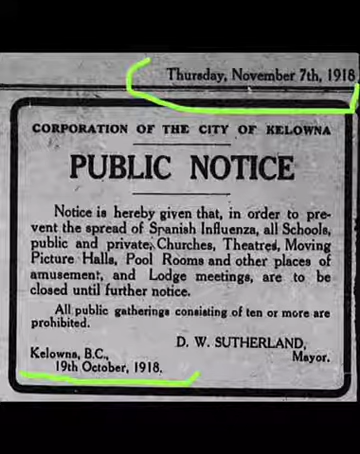 Thursday, November 7th, 1918
CORPORATION OF THE CITY OF KELOWNA
PUBLIC NOTICE
Notice is hereby given that, in order to pre-
vent the spread of Spanish Influenza, all Schools,
public and private, Churches, Theatres, Moving
Picture Halls, Pool Rooms and other places of
amusement, and Lodge meetings, are to be
closed until further notice.
All public gatherings consisting of ten or more are
prohibited.
D. W. SUTHERLAND,
Mayor.
Kelowna, B.C.,
19th October, 1918.